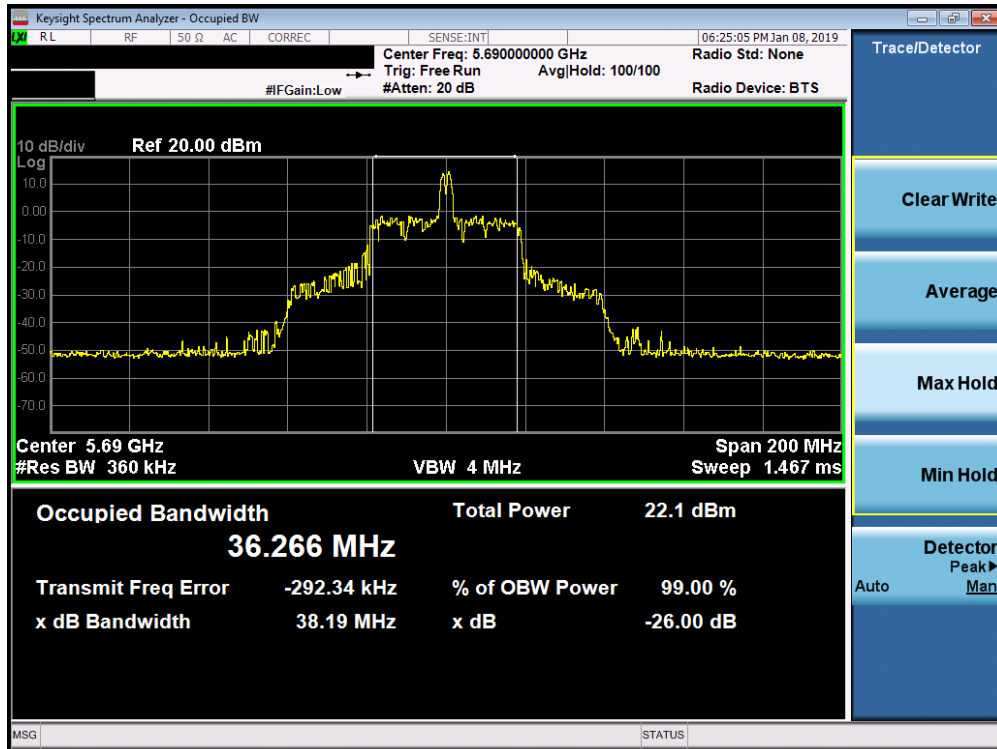 Keysight Spectrum Analyzer - Occupied BW
LXI RL RF 50 Ω AC CORREC SENSE:INT 06:25:05 PM Jan 08, 2019
Center Freq: 5.690000000 GHz Radio Std: None
Trig: Free Run Avg|Hold: 100/100
#IFGain:Low #Atten: 20 dB Radio Device: BTS
Trace/Detector
10 dB/div Ref 20.00 dBm
Log
10.0
0.00
-10.0
-20.0
-30.0
-40.0
-50.0
-60.0
-70.0
Center 5.69 GHz Span 200 MHz
#Res BW 360 kHz VBW 4 MHz Sweep 1.467 ms
Occupied Bandwidth Total Power 22.1 dBm
36.266 MHz
Transmit Freq Error -292.34 kHz % of OBW Power 99.00 %
x dB Bandwidth 38.19 MHz x dB -26.00 dB
Clear Write
Average
Max Hold
Min Hold
Detector
Peak▶
Auto Man
MSG STATUS